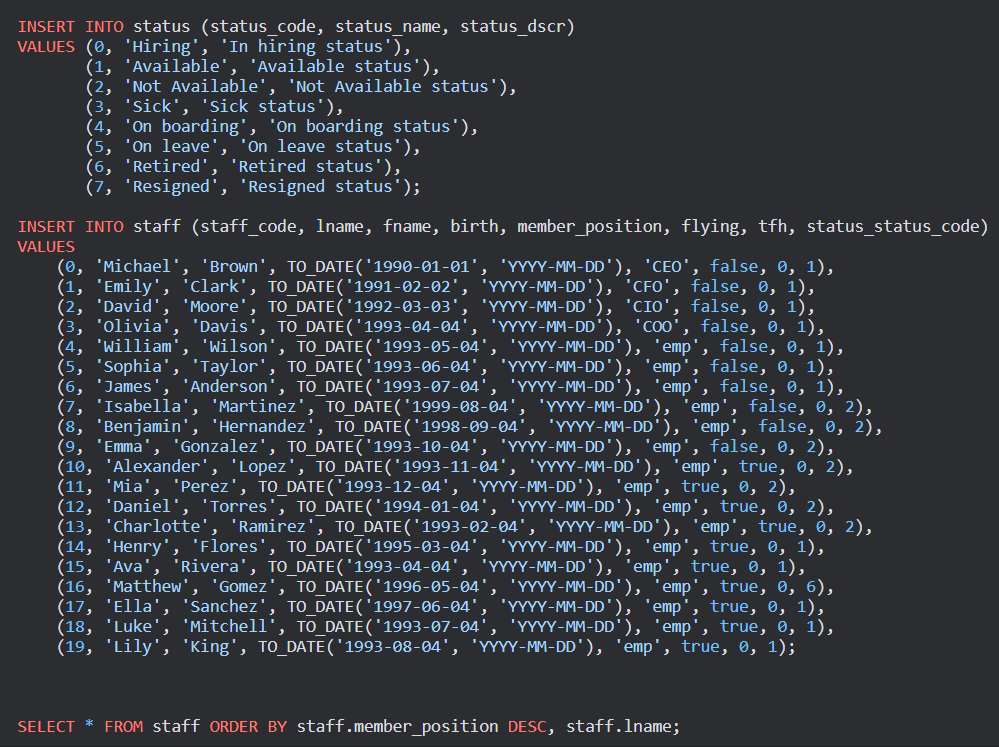 INSERT INTO status (status_code, status_name, status_dscr)
VALUES (0, 'Hiring', 'In hiring status'),
       (1, 'Available', 'Available status'),
       (2, 'Not Available', 'Not Available status'),
       (3, 'Sick', 'Sick status'),
       (4, 'On boarding', 'On boarding status'),
       (5, 'On leave', 'On leave status'),
       (6, 'Retired', 'Retired status'),
       (7, 'Resigned', 'Resigned status');
INSERT INTO staff (staff_code, lname, fname, birth, member_position, flying, tfh, status_status_code)
VALUES
    (0, 'Michael', 'Brown', TO_DATE('1990-01-01', 'YYYY-MM-DD'), 'CEO', false, 0, 1),
    (1, 'Emily', 'Clark', TO_DATE('1991-02-02', 'YYYY-MM-DD'), 'CFO', false, 0, 1),
    (2, 'David', 'Moore', TO_DATE('1992-03-03', 'YYYY-MM-DD'), 'CIO', false, 0, 1),
    (3, 'Olivia', 'Davis', TO_DATE('1993-04-04', 'YYYY-MM-DD'), 'COO', false, 0, 1),
    (4, 'William', 'Wilson', TO_DATE('1993-05-04', 'YYYY-MM-DD'), 'emp', false, 0, 1),
    (5, 'Sophia', 'Taylor', TO_DATE('1993-06-04', 'YYYY-MM-DD'), 'emp', false, 0, 1),
    (6, 'James', 'Anderson', TO_DATE('1993-07-04', 'YYYY-MM-DD'), 'emp', false, 0, 1),
    (7, 'Isabella', 'Martinez', TO_DATE('1999-08-04', 'YYYY-MM-DD'), 'emp', false, 0, 2),
    (8, 'Benjamin', 'Hernandez', TO_DATE('1998-09-04', 'YYYY-MM-DD'), 'emp', false, 0, 2),
    (9, 'Emma', 'Gonzalez', TO_DATE('1993-10-04', 'YYYY-MM-DD'), 'emp', false, 0, 2),
    (10, 'Alexander', 'Lopez', TO_DATE('1993-11-04', 'YYYY-MM-DD'), 'emp', true, 0, 2),
    (11, 'Mia', 'Perez', TO_DATE('1993-12-04', 'YYYY-MM-DD'), 'emp', true, 0, 2),
    (12, 'Daniel', 'Torres', TO_DATE('1994-01-04', 'YYYY-MM-DD'), 'emp', true, 0, 2),
    (13, 'Charlotte', 'Ramirez', TO_DATE('1993-02-04', 'YYYY-MM-DD'), 'emp', true, 0, 2),
    (14, 'Henry', 'Flores', TO_DATE('1995-03-04', 'YYYY-MM-DD'), 'emp', true, 0, 1),
    (15, 'Ava', 'Rivera', TO_DATE('1993-04-04', 'YYYY-MM-DD'), 'emp', true, 0, 1),
    (16, 'Matthew', 'Gomez', TO_DATE('1996-05-04', 'YYYY-MM-DD'), 'emp', true, 0, 6),
    (17, 'Ella', 'Sanchez', TO_DATE('1997-06-04', 'YYYY-MM-DD'), 'emp', true, 0, 1),
    (18, 'Luke', 'Mitchell', TO_DATE('1993-07-04', 'YYYY-MM-DD'), 'emp', true, 0, 1),
    (19, 'Lily', 'King', TO_DATE('1993-08-04', 'YYYY-MM-DD'), 'emp', true, 0, 1);
SELECT * FROM staff ORDER BY staff.member_position DESC, staff.lname;